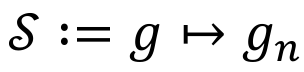 𝒮 := g ↦ gₙ